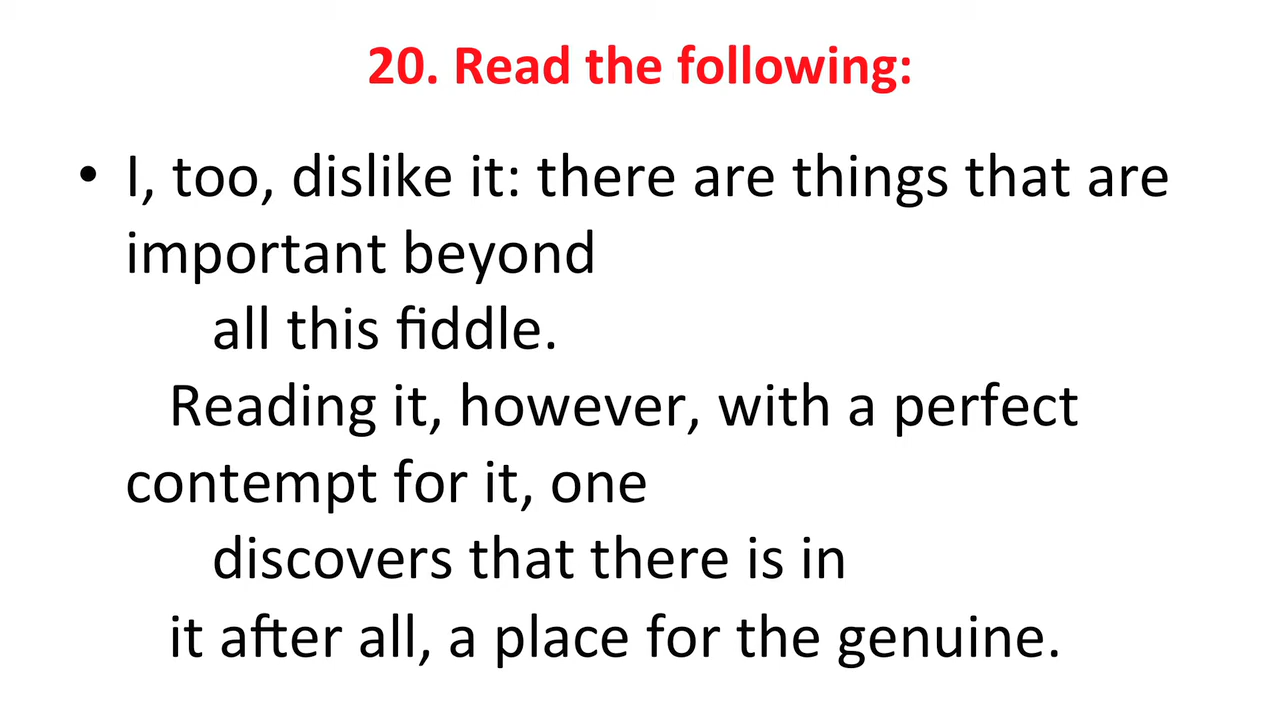 20. Read the following:
• I, too, dislike it: there are things that are
important beyond
all this fiddle.
Reading it, however, with a perfect
contempt for it, one
discovers that there is in
it after all, a place for the genuine.